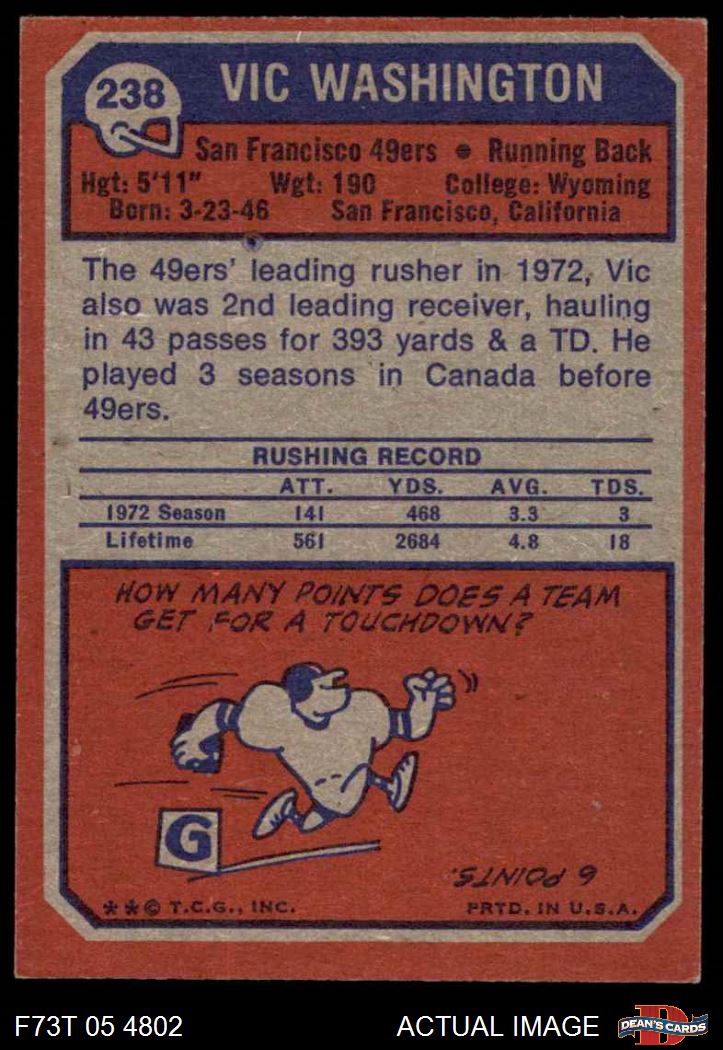 238
VIC WASHINGTON
San Francisco 49ers • Running Back
Hgt: 5'11" Wgt: 190 College: Wyoming
Born: 3-23-46 San Francisco, California
The 49ers' leading rusher in 1972, Vic
also was 2nd leading receiver, hauling
in 43 passes for 393 yards & a TD. He
played 3 seasons in Canada before
49ers.
RUSHING RECORD
ATT. YDS. AVG. TDS.
1972 Season 141 468 3.3 3
Lifetime 561 2684 4.8 18
HOW MANY POINTS DOES A TEAM
GET FOR A TOUCHDOWN?
G
6 POINTS.
**© T.C.G., INC. PRTD. IN U.S.A.
F73T 05 4802 ACTUAL IMAGE
D
DEAN'S CARDS